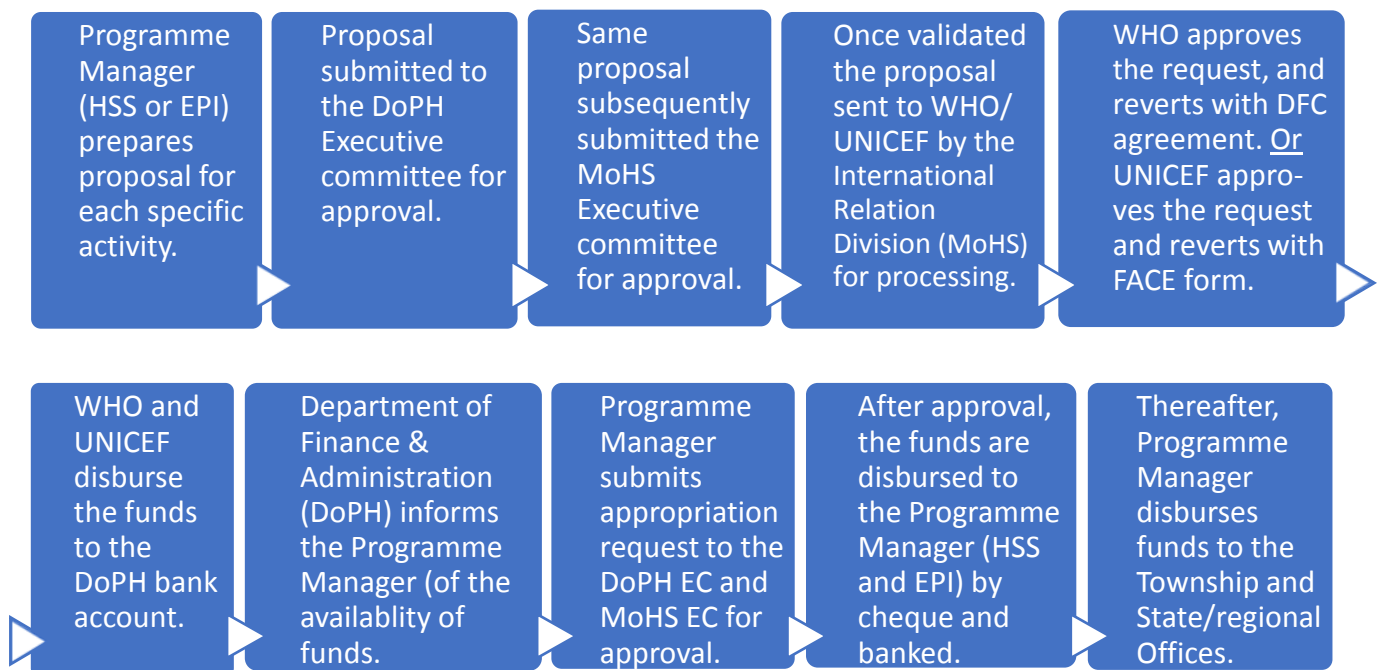 Programme
Manager
(HSS or EPI)
prepares
proposal for
each specific
activity.
Proposal
submitted to
the DoPH
Executive
committee for
approval.
Same
proposal
subsequently
submitted the
MoHS
Executive
committee
for approval.
Once validated
the proposal
sent to WHO/
UNICEF by the
International
Relation
Division (MoHS)
for processing.
WHO approves
the request, and
reverts with DFC
agreement. Or
UNICEF appro-
ves the request
and reverts with
FACE form.
WHO and
UNICEF
disburse
the funds
to the
DoPH bank
account.
Department of
Finance &
Administration
(DoPH) informs
the Programme
Manager (of the
availablity of
funds.
Programme
Manager
submits
appropriation
request to the
DoPH EC and
MoHS EC for
approval.
After approval,
the funds are
disbursed to
the Programme
Manager (HSS
and EPI) by
cheque and
banked.
Thereafter,
Programme
Manager
disburses
funds to the
Township and
State/regional
Offices.